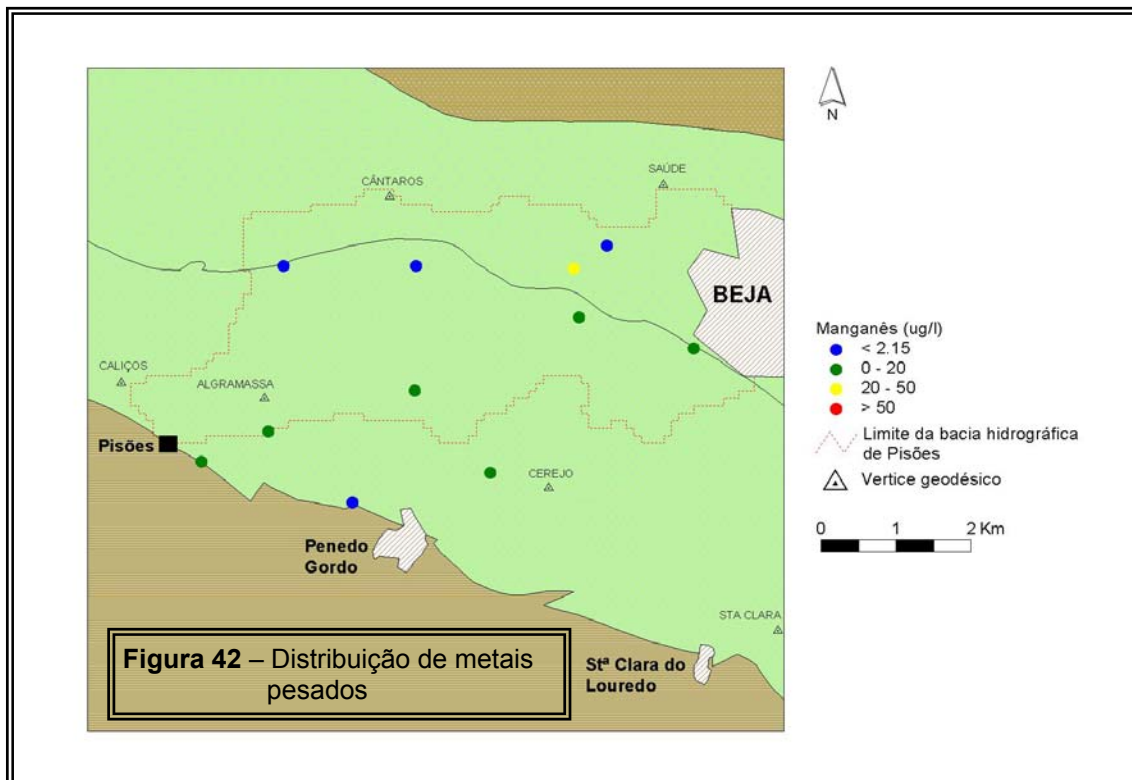 N
SAÚDE
CÂNTAROS
BEJA
Manganês (ug/l)
< 2.15
0 - 20
20 - 50
> 50
Limite da bacia hidrográfica
de Pisões
Vertice geodésico
0 1 2 Km
CALIÇOS
ALGRAMASSA
Pisões
CEREJO
Penedo
Gordo
STA CLARA
Stª Clara do
Louredo
Figura 42 – Distribuição de metais
pesados